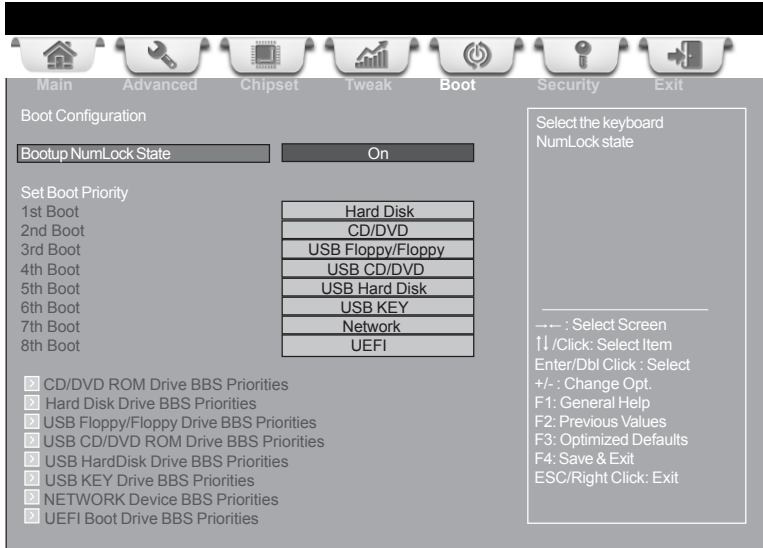 Main Advanced Chipset Tweak Boot Security Exit
Boot Configuration
Bootup NumLock State On
Set Boot Priority
1st Boot Hard Disk
2nd Boot CD/DVD
3rd Boot USB Floppy/Floppy
4th Boot USB CD/DVD
5th Boot USB Hard Disk
6th Boot USB KEY
7th Boot Network
8th Boot UEFI
CD/DVD ROM Drive BBS Priorities
Hard Disk Drive BBS Priorities
USB Floppy/Floppy Drive BBS Priorities
USB CD/DVD ROM Drive BBS Priorities
USB HardDisk Drive BBS Priorities
USB KEY Drive BBS Priorities
NETWORK Device BBS Priorities
UEFI Boot Drive BBS Priorities
Select the keyboard
NumLock state
→← : Select Screen
↑↓ /Click: Select Item
Enter/Dbl Click : Select
+/- : Change Opt.
F1: General Help
F2: Previous Values
F3: Optimized Defaults
F4: Save & Exit
ESC/Right Click: Exit